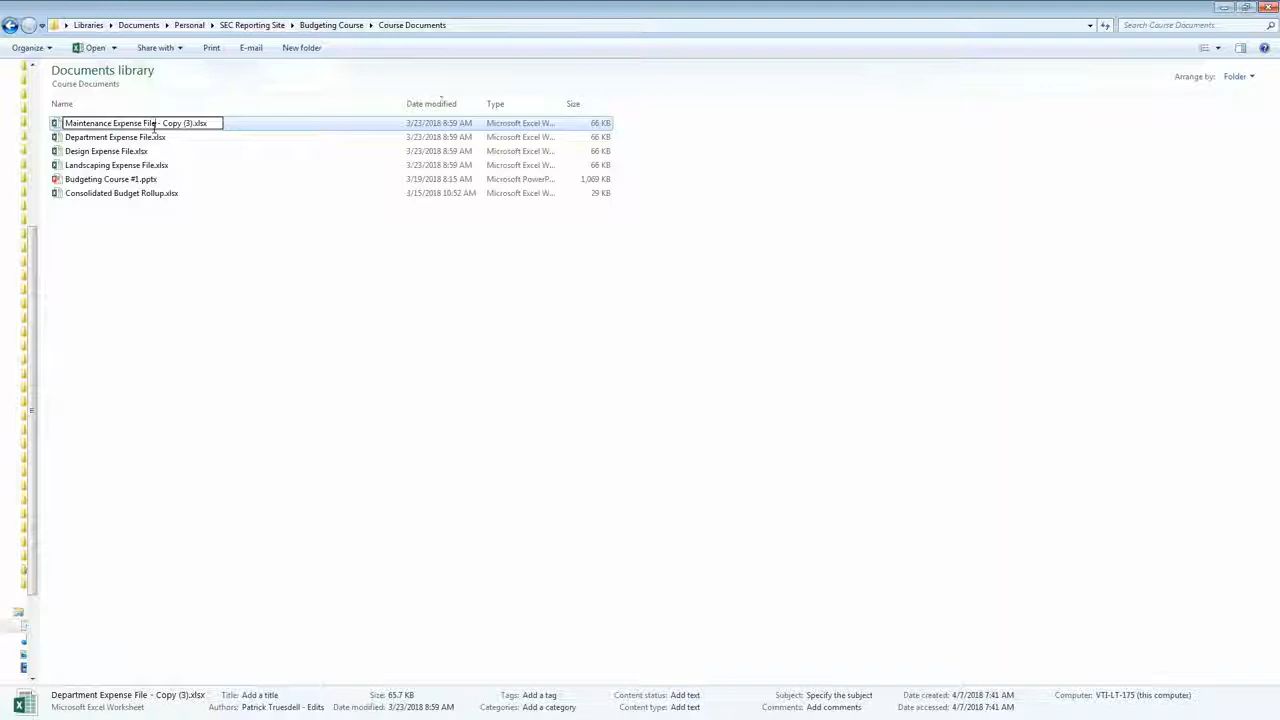 Libraries Documents Personal SEC Reporting Site Budgeting Course Course Documents Search Course Documents
Organize Open Share with Print E-mail New folder
Documents library
Course Documents
Arrange by: Folder
Name Date modified Type Size
Maintenance Expense File - Copy (3).xlsx 3/23/2018 8:59 AM Microsoft Excel W... 66 KB
Department Expense File.xlsx 3/23/2018 8:59 AM Microsoft Excel W... 66 KB
Design Expense File.xlsx 3/23/2018 8:59 AM Microsoft Excel W... 66 KB
Landscaping Expense File.xlsx 3/23/2018 8:59 AM Microsoft Excel W... 66 KB
Budgeting Course #1.pptx 3/19/2018 8:15 AM Microsoft PowerP... 1,069 KB
Consolidated Budget Rollup.xlsx 3/15/2018 10:52 AM Microsoft Excel W... 29 KB
Department Expense File - Copy (3).xlsx Title: Add a title Size: 65.7 KB Tags: Add a tag Content status: Add text Subject: Specify the subject Date created: 4/7/2018 7:41 AM Computer: VTI-LT-175 (this computer)
Microsoft Excel Worksheet Authors: Patrick Truesdell - Edits Date modified: 3/23/2018 8:59 AM Categories: Add a category Content type: Add text Comments: Add comments Date accessed: 4/7/2018 7:41 AM